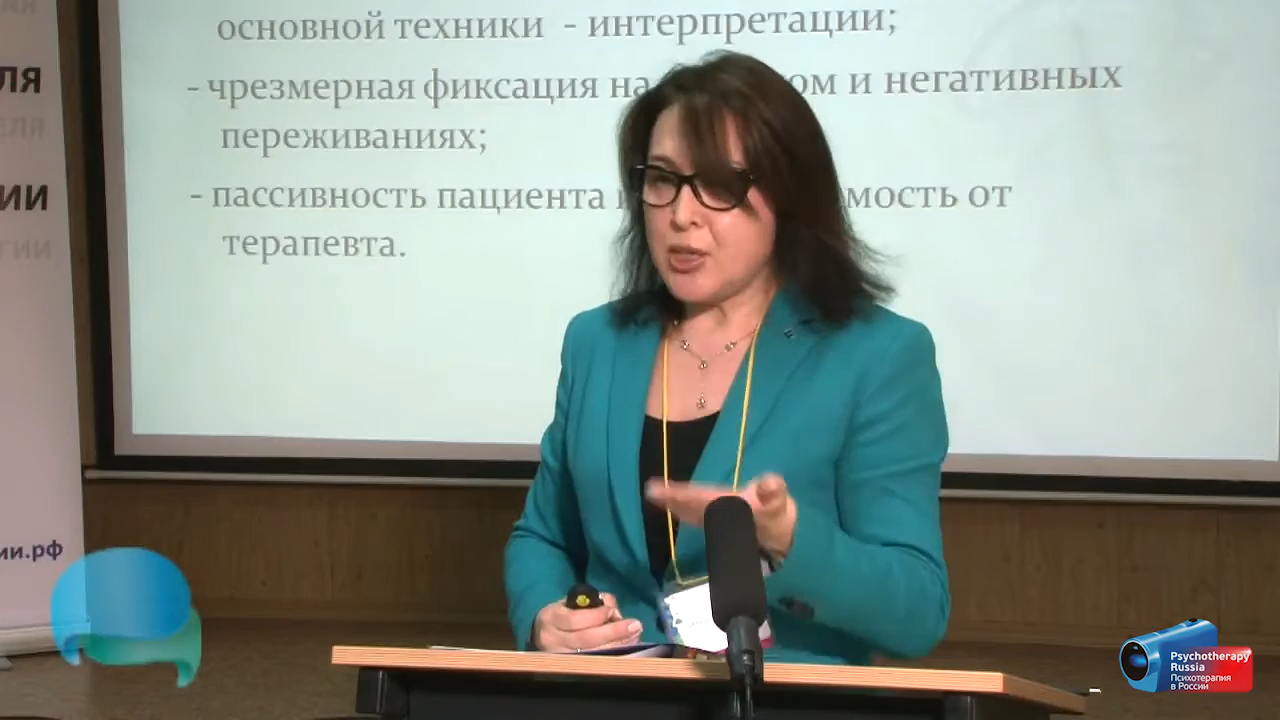 основной техники - интерпретации;
- чрезмерная фиксация на ом и негативных
переживаниях;
- пассивность пациента мость от
терапевта.
ля
ии
гии
ии.рф
Psychotherapy
Russia
Психотерапия
в России